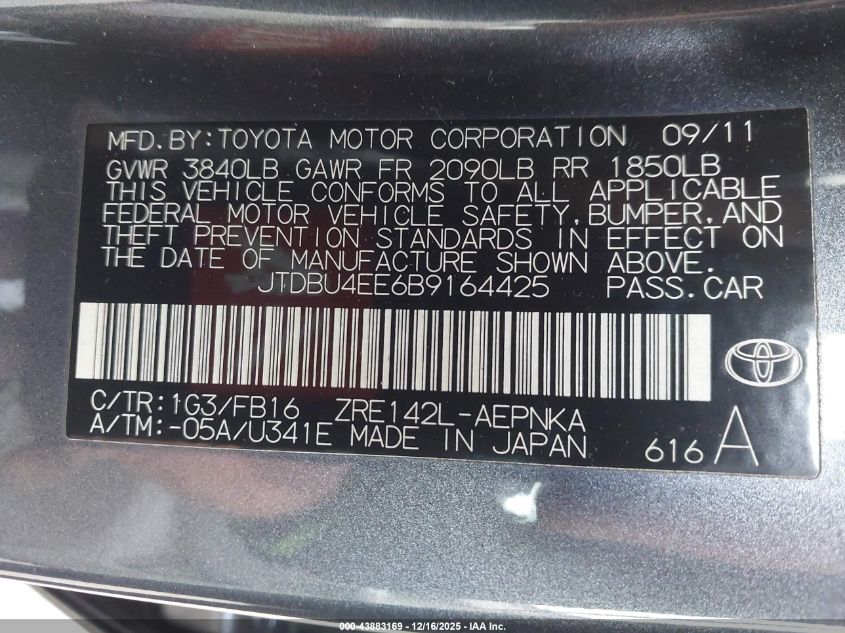 MFD. BY: TOYOTA MOTOR CORPORATION 09/11
GVWR 3840LB GAWR FR 2090LB RR 1850LB
THIS VEHICLE CONFORMS TO ALL APPLICABLE
FEDERAL MOTOR VEHICLE SAFETY, BUMPER, AND
THEFT PREVENTION STANDARDS IN EFFECT ON
THE DATE OF MANUFACTURE SHOWN ABOVE.
JTDBU4EE6B9164425 PASS. CAR
C/TR: 1G3/FB16 ZRE142L-AEPNKA
A/TM: -05A/U341E MADE IN JAPAN 616 A
000-43883169 - 12/16/2025 - IAA Inc.